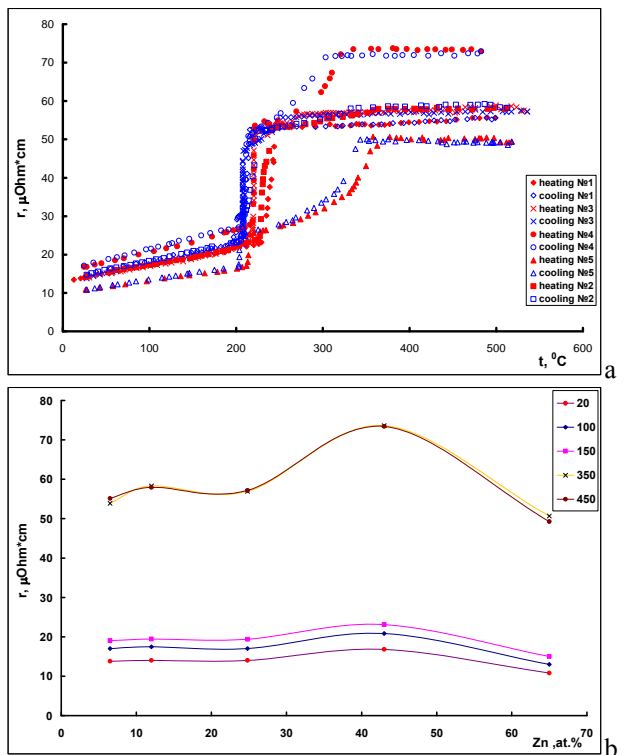 80
70
60
50
40
30
20
10
0
r, µOhm*cm
heating №1
cooling №1
heating №3
cooling №3
heating №4
cooling №4
heating №5
cooling №5
heating №2
cooling №2
0 100 200 300 400 500 600
t, ⁰C
a
80
70
60
50
40
30
20
10
0
r, µOhm*cm
20
100
150
350
450
0 10 20 30 40 50 60 70
Zn ,at.%
b